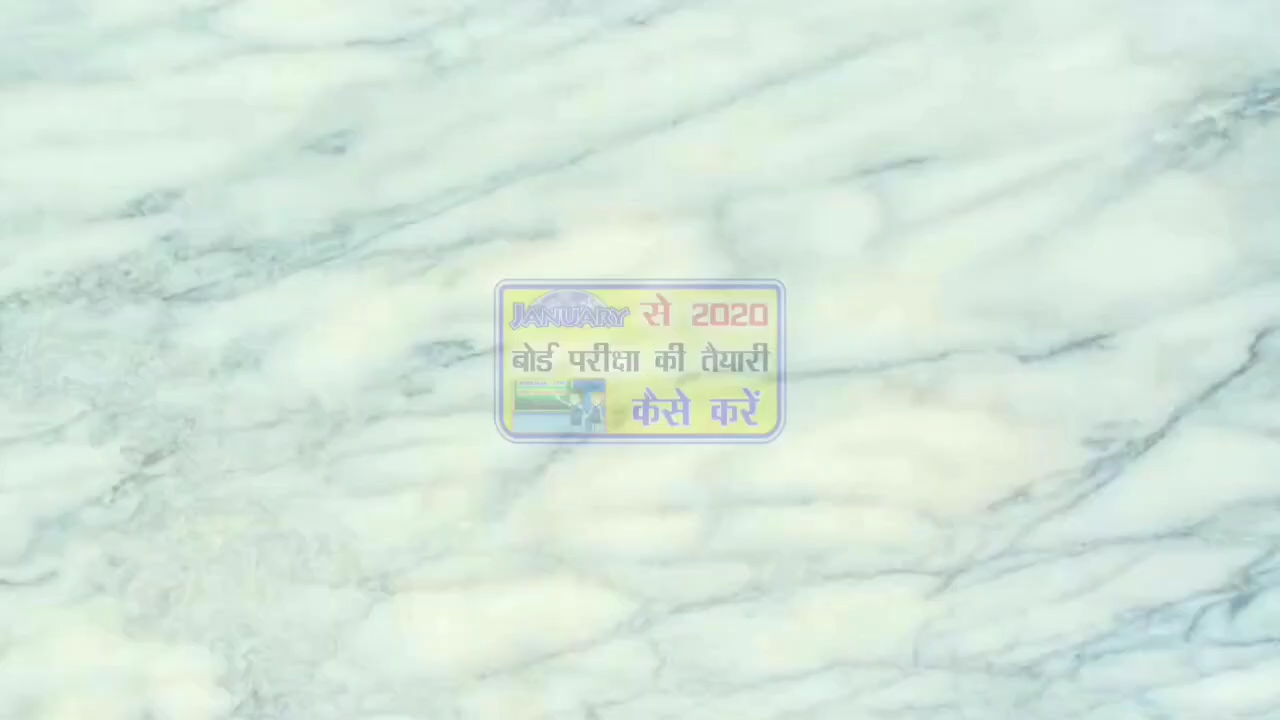 JANUARY से 2020
बोर्ड परीक्षा की तैयारी
कैसे करें